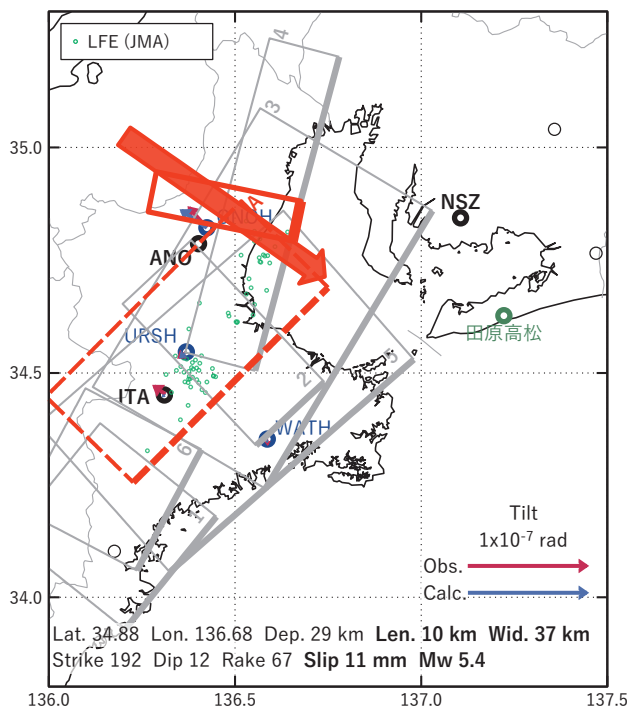 LFE (JMA)
4
3
35.0
NSZ
A
ANO
田原高松
URSH
34.5
2
5
ITA
WATH
6
1
Tilt
1x10-7 rad
Obs.
Calc.
34.0
Lat. 34.88 Lon. 136.68 Dep. 29 km Len. 10 km Wid. 37 km
Strike 192 Dip 12 Rake 67 Slip 11 mm Mw 5.4
136.0 136.5 137.0 137.5